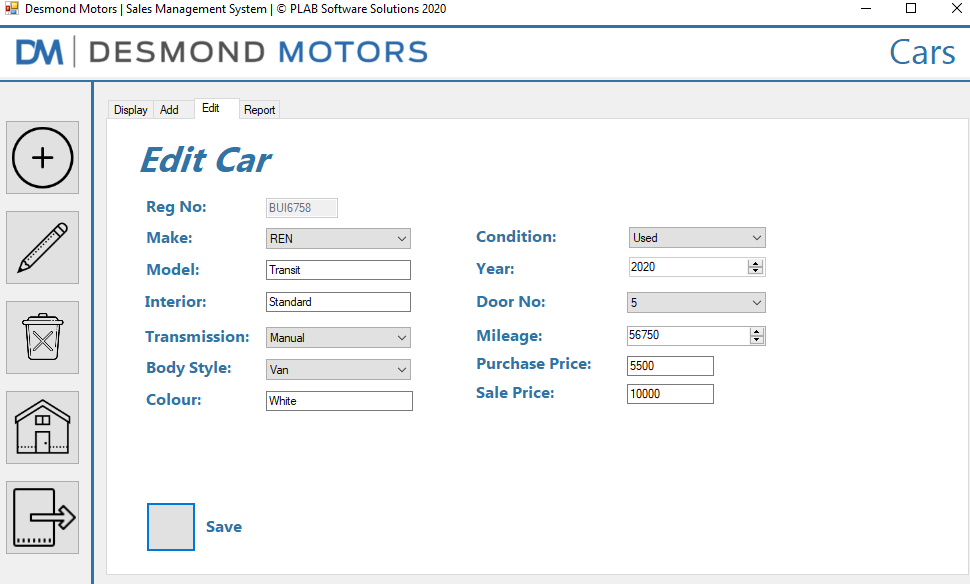 Desmond Motors | Sales Management System | © PLAB Software Solutions 2020
DM | DESMOND MOTORS
Cars
Display Add Edit Report
Edit Car
Reg No: BUI6758
Make: REN
Model: Transit
Interior: Standard
Transmission: Manual
Body Style: Van
Colour: White
Condition: Used
Year: 2020
Door No: 5
Mileage: 56750
Purchase Price: 5500
Sale Price: 10000
Save